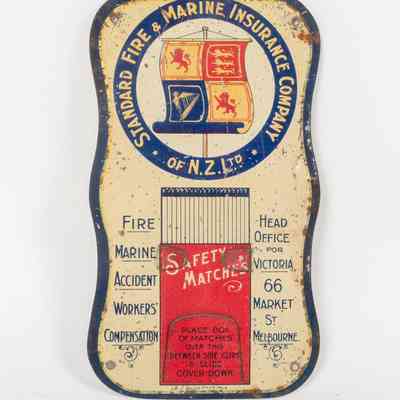 STANDARD FIRE & MARINE INSURANCE COMPANY
OF N.Z. LTD
FIRE
MARINE
ACCIDENT
WORKERS'
COMPENSATION
SAFETY
MATCHES
PLACE BOX
OF MATCHES
OVER THIS
BETWEEN SIDE CLIPS
& SLIDE
COVER DOWN
HEAD
OFFICE
FOR
VICTORIA
66
MARKET
ST
MELBOURNE.